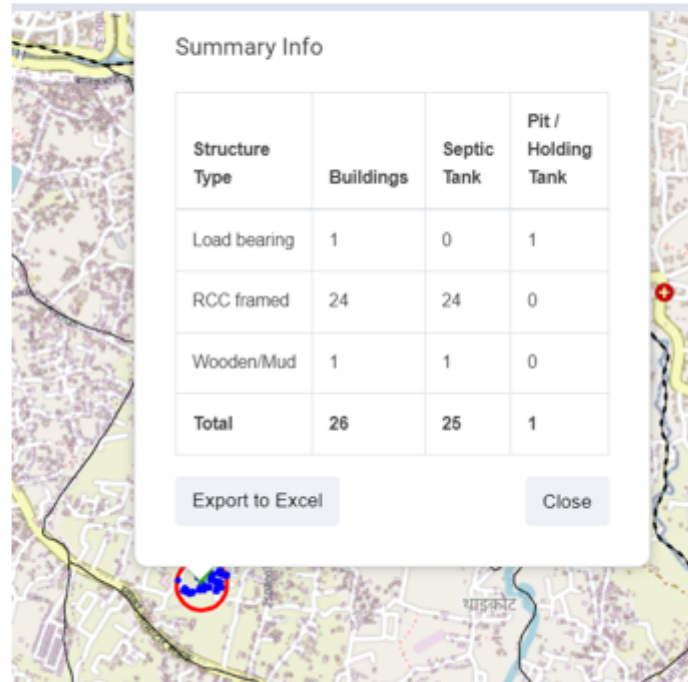 Summary Info
Structure Type | Buildings | Septic Tank | Pit / Holding Tank
Load bearing | 1 | 0 | 1
RCC framed | 24 | 24 | 0
Wooden/Mud | 1 | 1 | 0
Total | 26 | 25 | 1
Export to Excel
Close